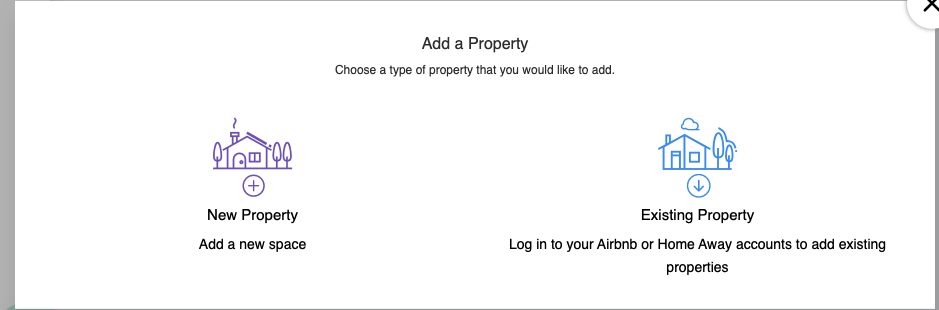 Add a Property
Choose a type of property that you would like to add.
New Property
Add a new space
Existing Property
Log in to your Airbnb or Home Away accounts to add existing
properties